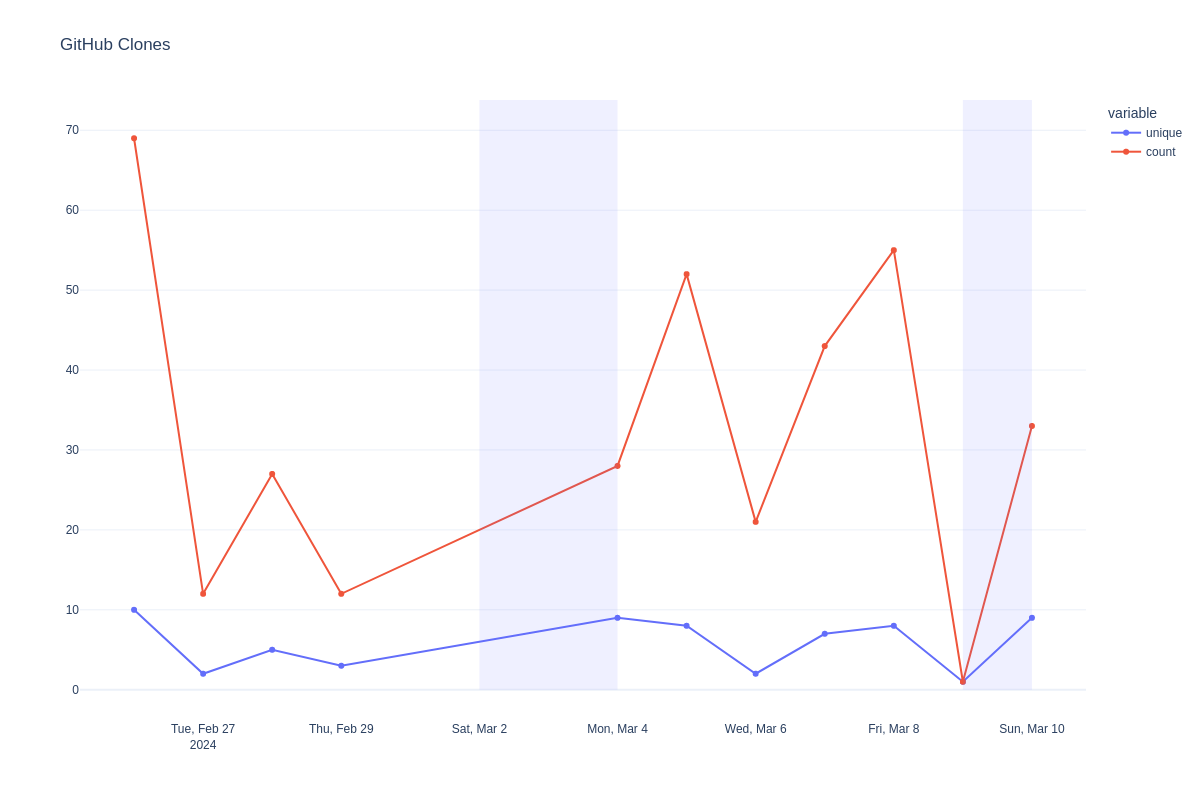 GitHub Clones
variable
unique
count
70
60
50
40
30
20
10
0
Tue, Feb 27
2024
Thu, Feb 29
Sat, Mar 2
Mon, Mar 4
Wed, Mar 6
Fri, Mar 8
Sun, Mar 10